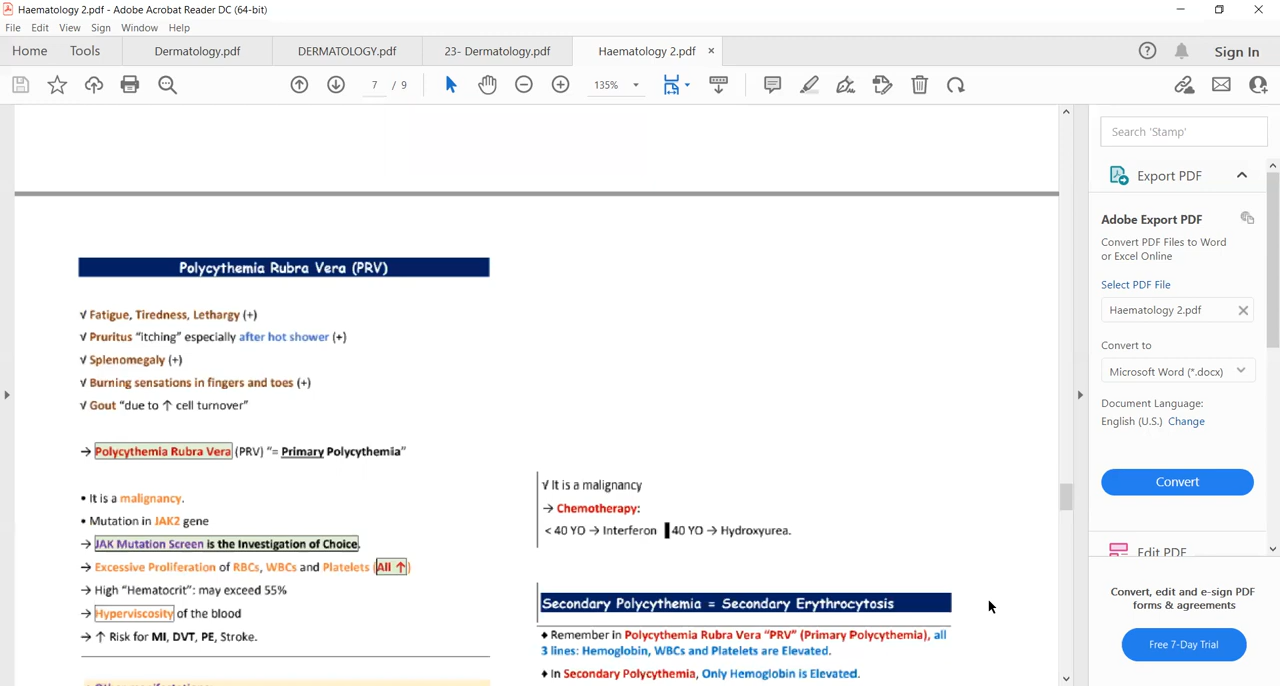 Haematology 2.pdf - Adobe Acrobat Reader DC (64-bit)
File Edit View Sign Window Help
Home Tools Dermatology.pdf DERMATOLOGY.pdf 23- Dermatology.pdf Haematology 2.pdf × Sign In
7 / 9 135%
Search 'Stamp'
Export PDF
Adobe Export PDF
Convert PDF Files to Word
or Excel Online
Select PDF File
Haematology 2.pdf
Convert to
Microsoft Word (*.docx)
Document Language:
English (U.S.) Change
Convert
Edit PDF
Convert, edit and e-sign PDF
forms & agreements
Free 7-Day Trial
Polycythemia Rubra Vera (PRV)
√ Fatigue, Tiredness, Lethargy (+)
√ Pruritus “itching” especially after hot shower (+)
√ Splenomegaly (+)
√ Burning sensations in fingers and toes (+)
√ Gout “due to ↑ cell turnover”
→ Polycythemia Rubra Vera (PRV) “= Primary Polycythemia”
• It is a malignancy.
• Mutation in JAK2 gene
→ JAK Mutation Screen is the Investigation of Choice.
→ Excessive Proliferation of RBCs, WBCs and Platelets (All ↑)
→ High “Hematocrit”: may exceed 55%
→ Hyperviscosity of the blood
→ ↑ Risk for MI, DVT, PE, Stroke.
√ It is a malignancy
→ Chemotherapy:
< 40 YO → Interferon ▐ 40 YO → Hydroxyurea.
Secondary Polycythemia = Secondary Erythrocytosis
♦ Remember in Polycythemia Rubra Vera “PRV” (Primary Polycythemia), all
3 lines: Hemoglobin, WBCs and Platelets are Elevated.
♦ In Secondary Polycythemia, Only Hemoglobin is Elevated.